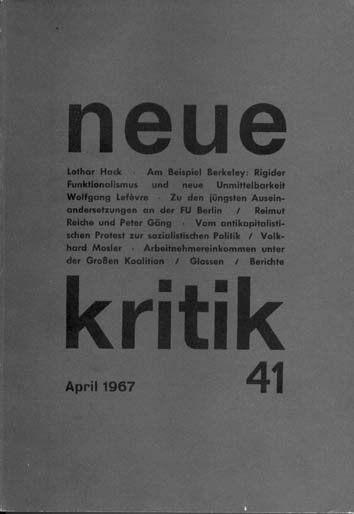 neue
Lothar Hack · Am Beispiel Berkeley: Rigider
Funktionalismus und neue Unmittelbarkeit
Wolfgang Lefèvre · Zu den jüngsten Ausein-
andersetzungen an der FU Berlin / Reimut
Reiche und Peter Gäng · Vom antikapitalisti-
schen Protest zur sozialistischen Politik / Volk-
hard Mosler · Arbeitnehmereinkommen unter
der Großen Koalition / Glossen / Berichte
kritik
April 1967 41